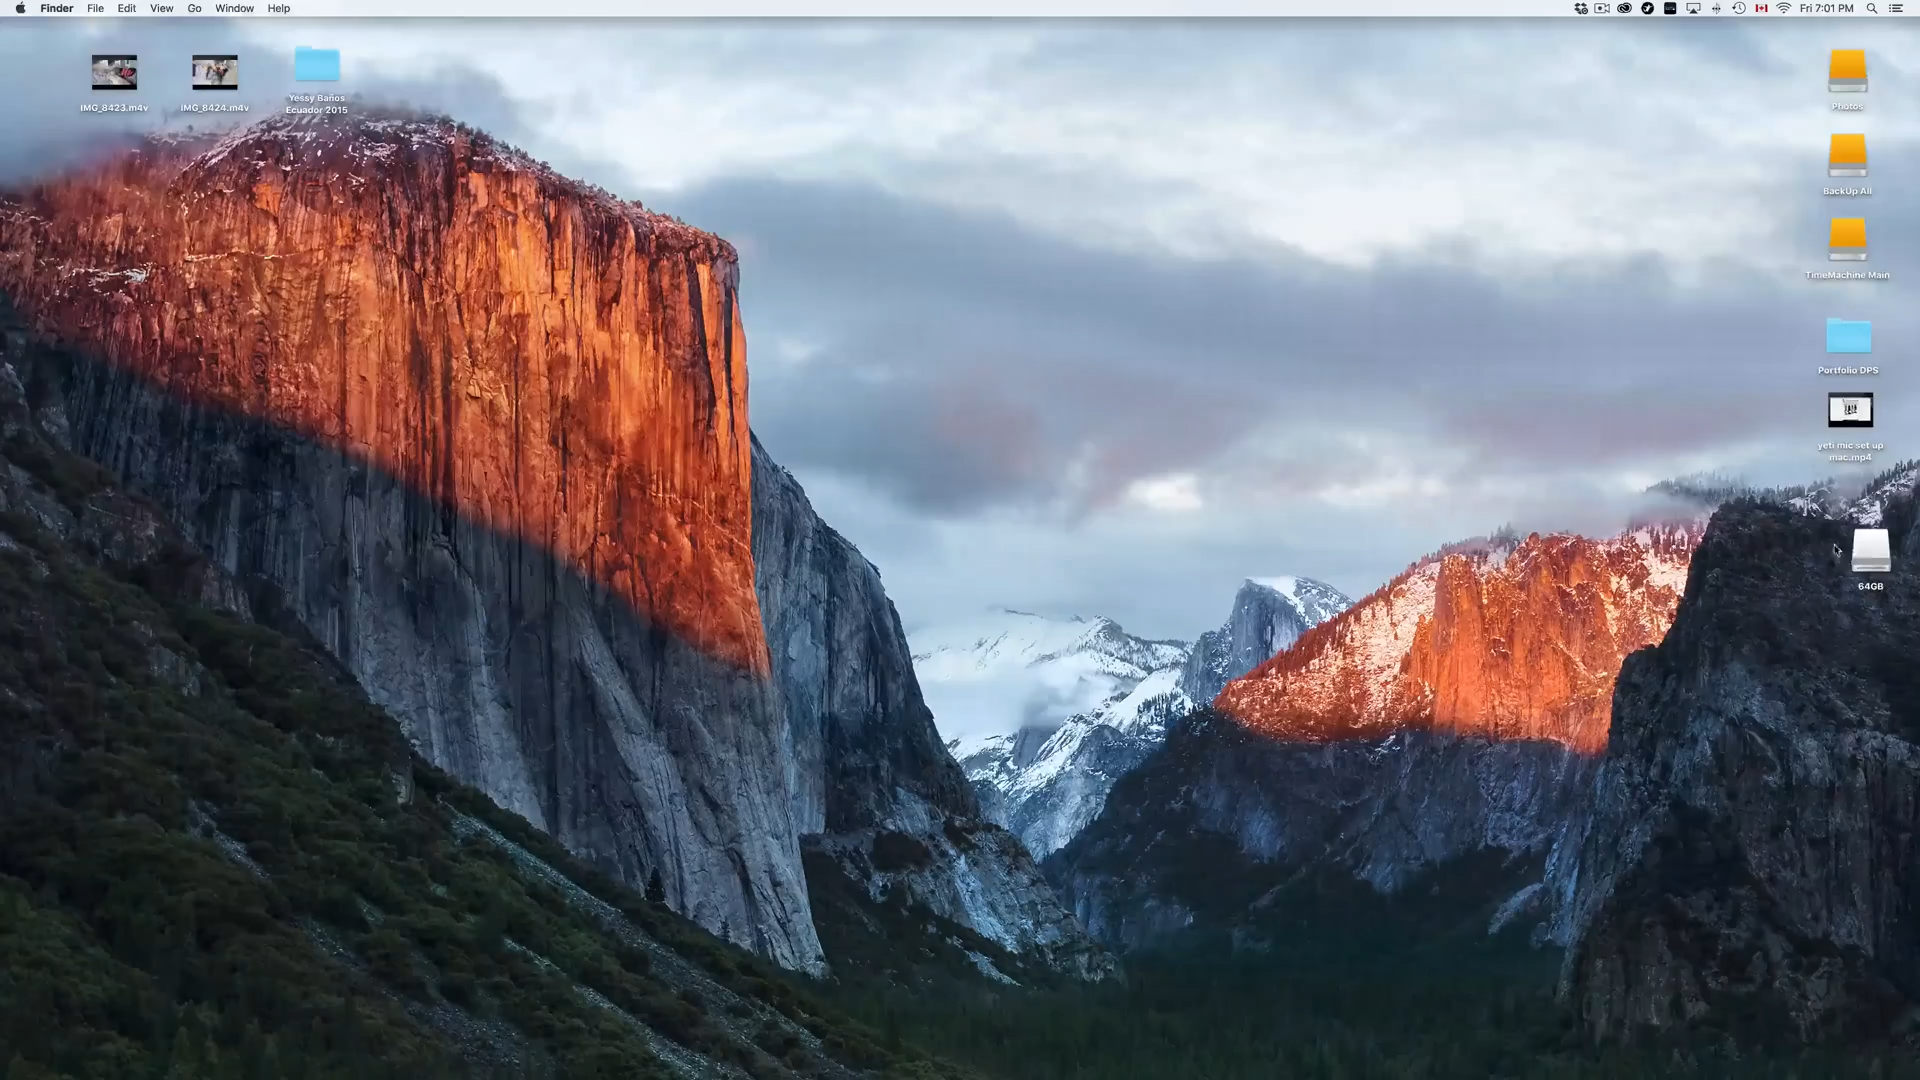 Finder File Edit View Go Window Help
Fri 7:01 PM
IMG_8423.m4v
IMG_8424.m4v
Yessy Baños
Ecuador 2015
Photos
BackUp All
TimeMachine Main
Portfolio DPS
yeti mic set up
mac.mp4
64GB